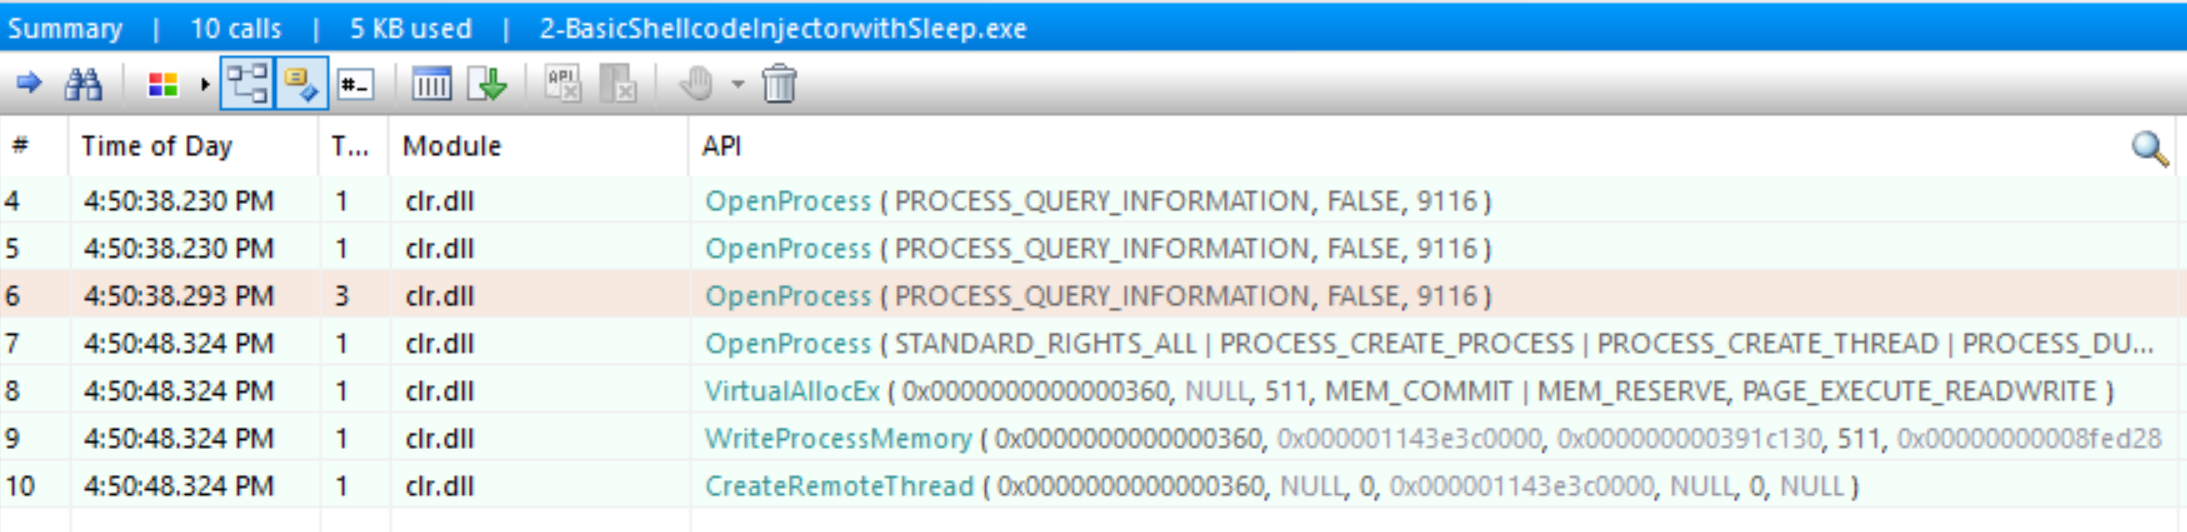 Summary | 10 calls | 5 KB used | 2-BasicShellcodeInjectorwithSleep.exe
#_ API
# Time of Day T... Module API
4 4:50:38.230 PM 1 clr.dll OpenProcess ( PROCESS_QUERY_INFORMATION, FALSE, 9116 )
5 4:50:38.230 PM 1 clr.dll OpenProcess ( PROCESS_QUERY_INFORMATION, FALSE, 9116 )
6 4:50:38.293 PM 3 clr.dll OpenProcess ( PROCESS_QUERY_INFORMATION, FALSE, 9116 )
7 4:50:48.324 PM 1 clr.dll OpenProcess ( STANDARD_RIGHTS_ALL | PROCESS_CREATE_PROCESS | PROCESS_CREATE_THREAD | PROCESS_DU...
8 4:50:48.324 PM 1 clr.dll VirtualAllocEx ( 0x0000000000000360, NULL, 511, MEM_COMMIT | MEM_RESERVE, PAGE_EXECUTE_READWRITE )
9 4:50:48.324 PM 1 clr.dll WriteProcessMemory ( 0x0000000000000360, 0x000001143e3c0000, 0x000000000391c130, 511, 0x00000000008fed28
10 4:50:48.324 PM 1 clr.dll CreateRemoteThread ( 0x0000000000000360, NULL, 0, 0x000001143e3c0000, NULL, 0, NULL )